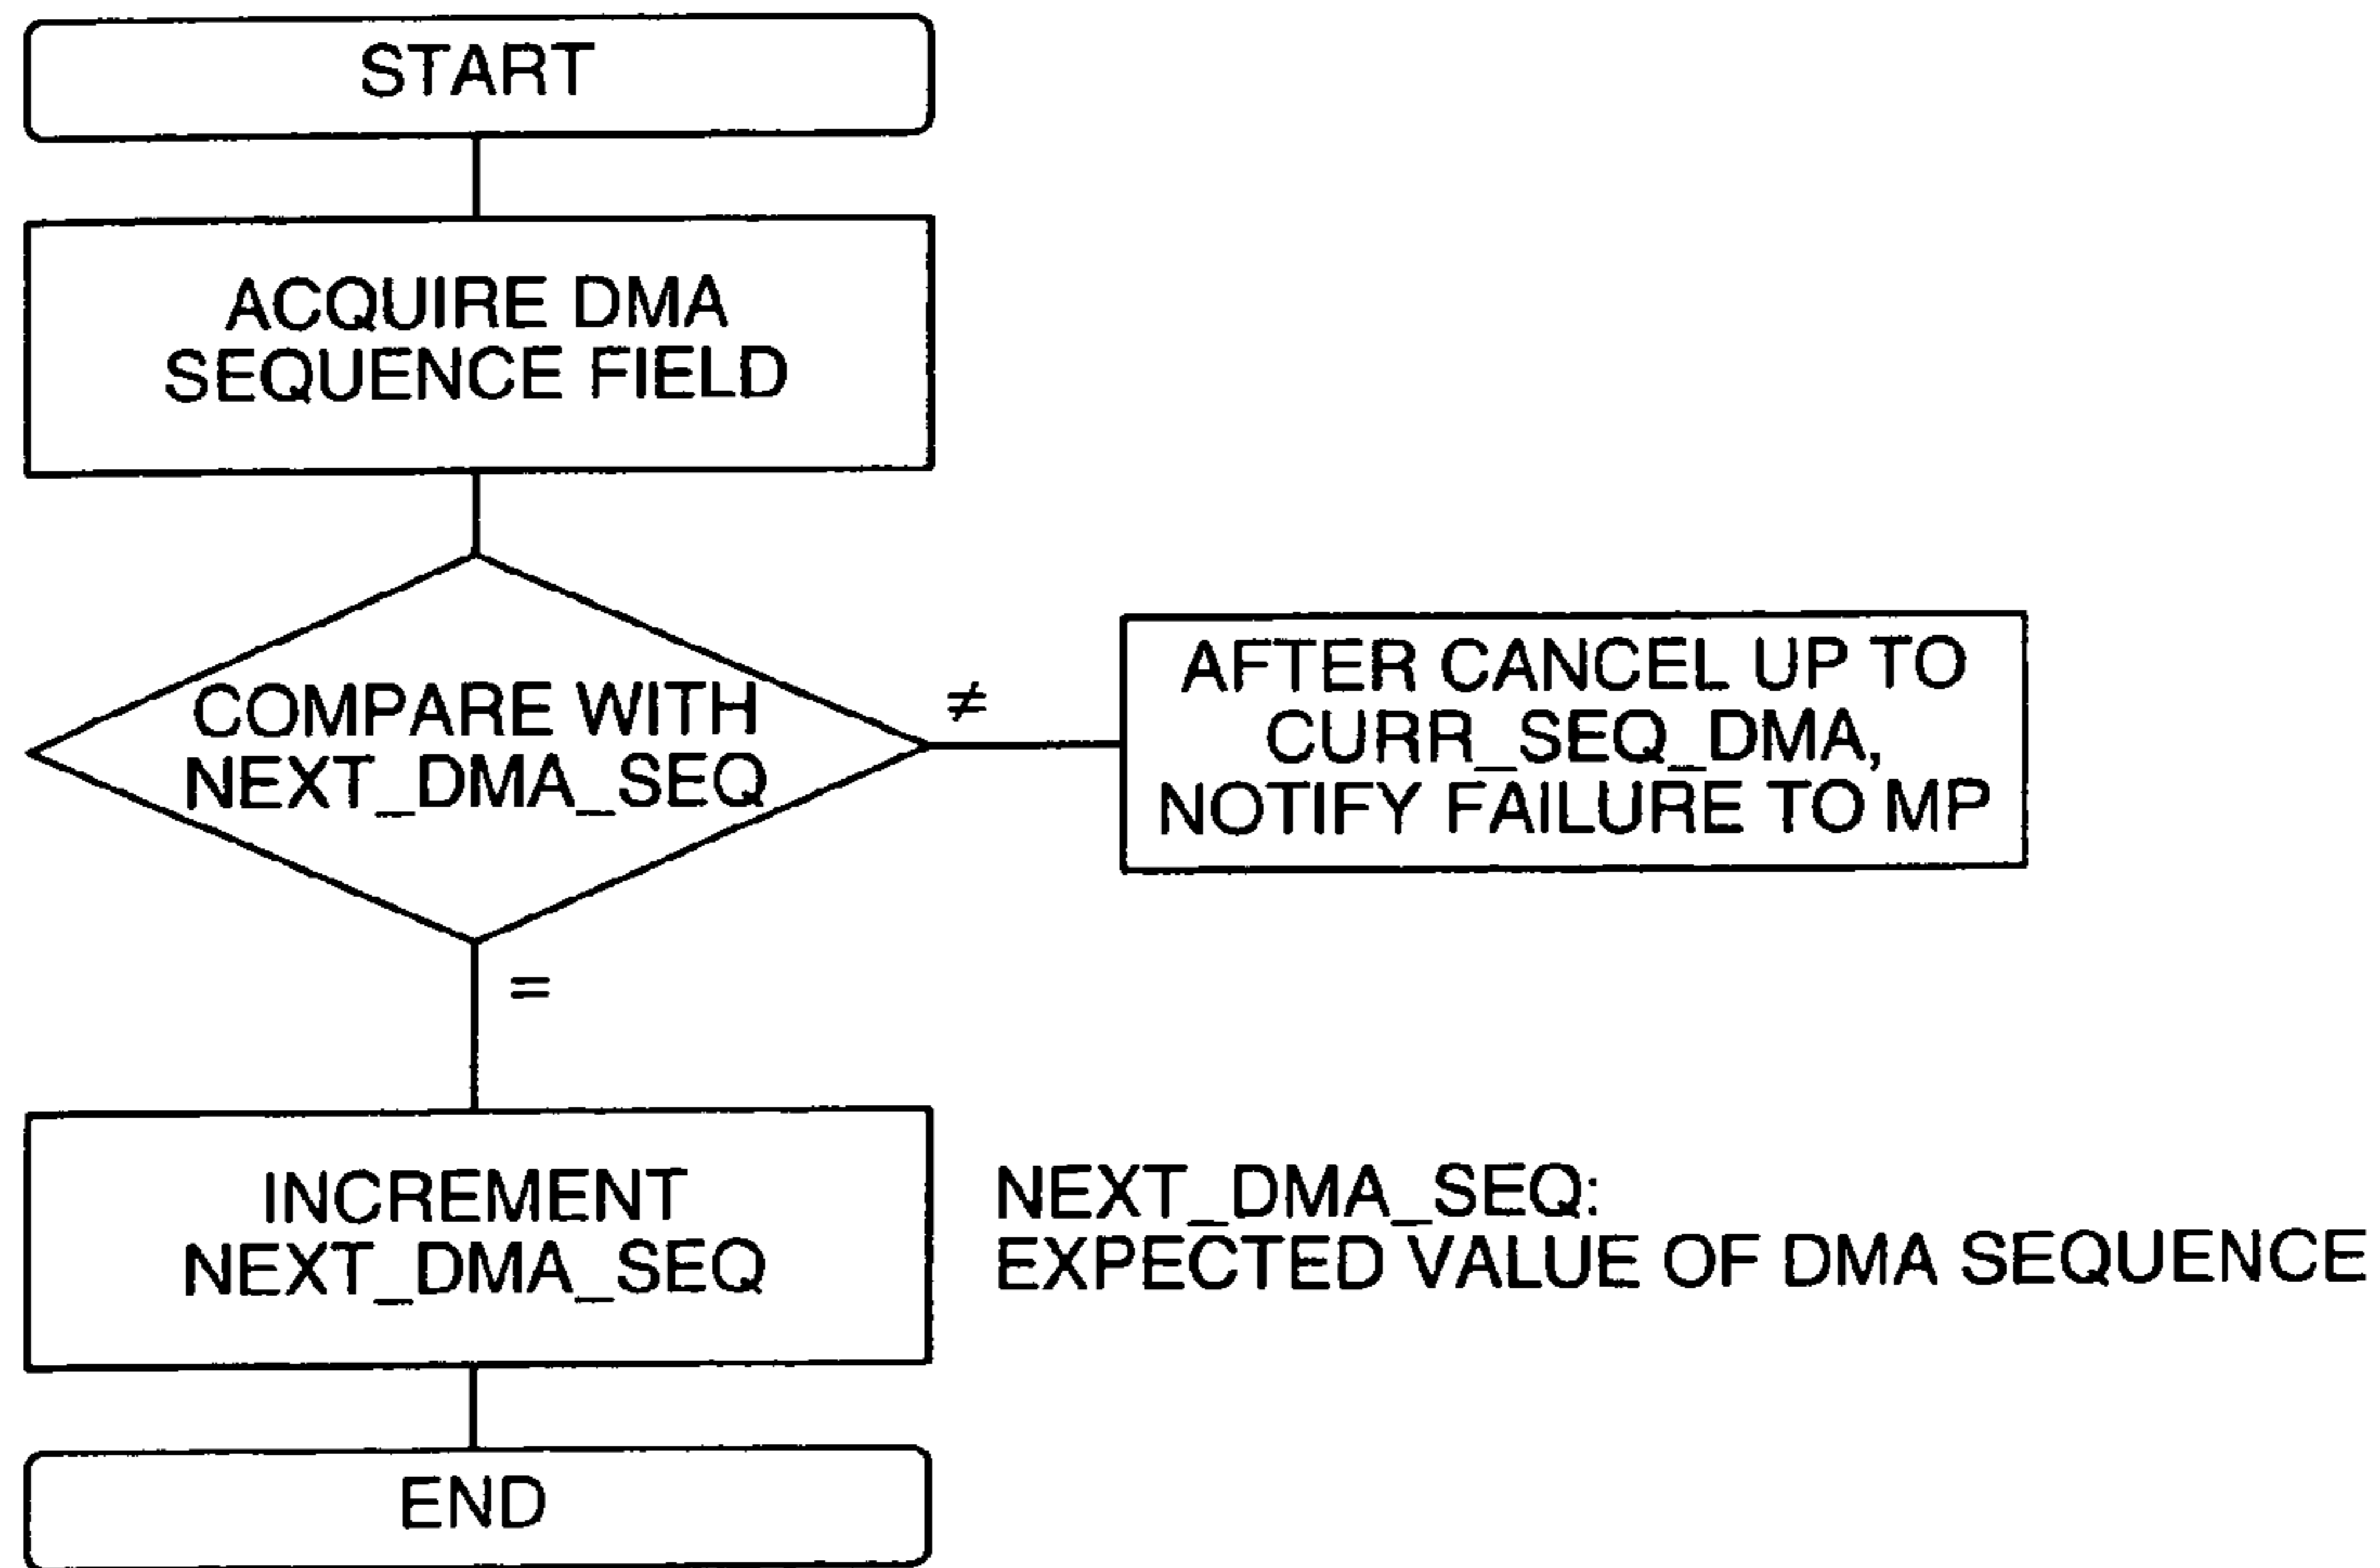 START
ACQUIRE DMA
SEQUENCE FIELD
COMPARE WITH
NEXT_DMA_SEQ
≠
AFTER CANCEL UP TO
CURR_SEQ_DMA,
NOTIFY FAILURE TO MP
=
INCREMENT
NEXT_DMA_SEQ
NEXT_DMA_SEQ:
EXPECTED VALUE OF DMA SEQUENCE
END